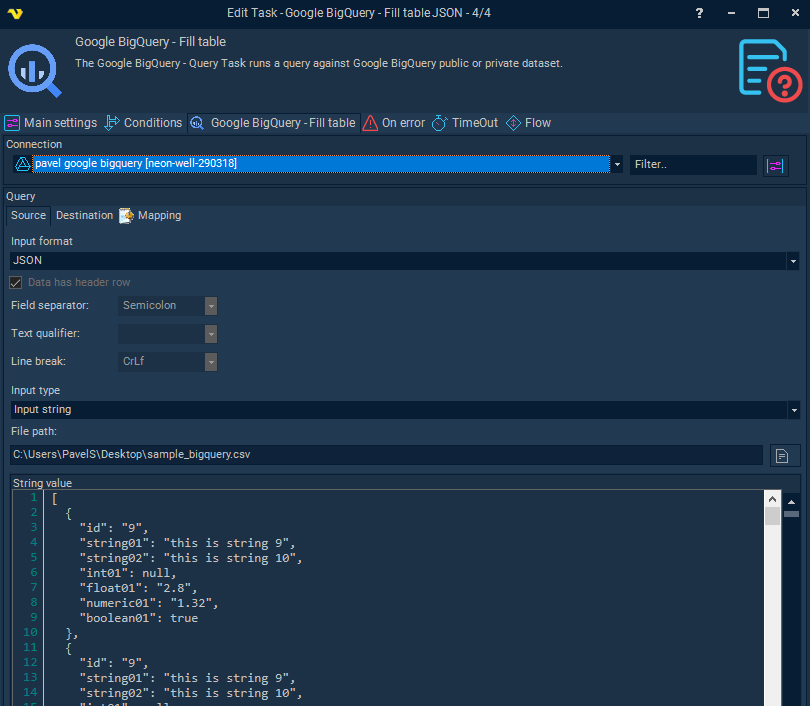 Edit Task - Google BigQuery - Fill table JSON - 4/4
?
Google BigQuery - Fill table
The Google BigQuery - Query Task runs a query against Google BigQuery public or private dataset.
Main settings Conditions Google BigQuery - Fill table On error TimeOut Flow
Connection
pavel google bigquery [neon-well-290318] Filter..
Query
Source Destination Mapping
Input format
JSON
Data has header row
Field separator: Semicolon
Text qualifier:
Line break: CrLf
Input type
Input string
File path:
C:\Users\PavelS\Desktop\sample_bigquery.csv
String value
1 [
2 {
3 "id": "9",
4 "string01": "this is string 9",
5 "string02": "this is string 10",
6 "int01": null,
7 "float01": "2.8",
8 "numeric01": "1.32",
9 "boolean01": true
10 },
11 {
12 "id": "9",
13 "string01": "this is string 9",
14 "string02": "this is string 10",